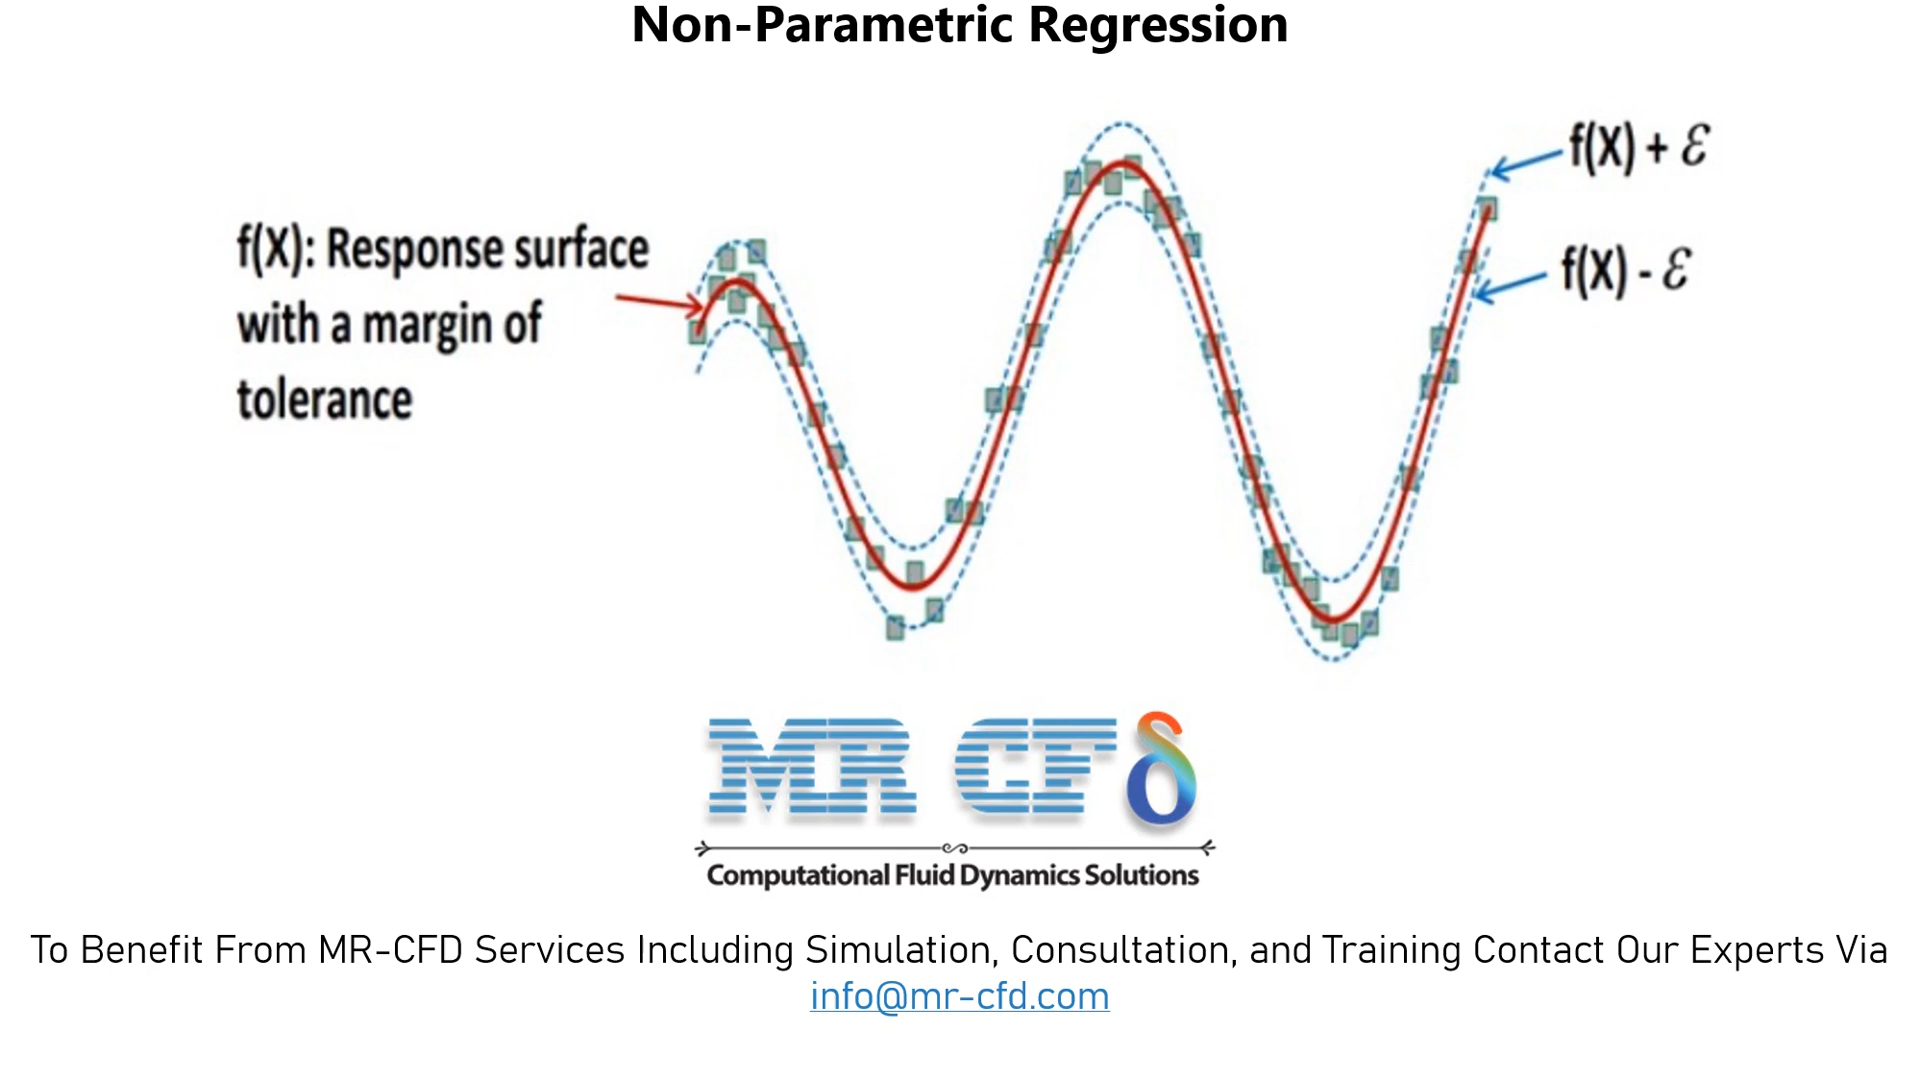 Non-Parametric Regression
f(X) + ℰ
f(X): Response surface
with a margin of
tolerance
f(X) - ℰ
MR CFδ
Computational Fluid Dynamics Solutions
To Benefit From MR-CFD Services Including Simulation, Consultation, and Training Contact Our Experts Via
info@mr-cfd.com